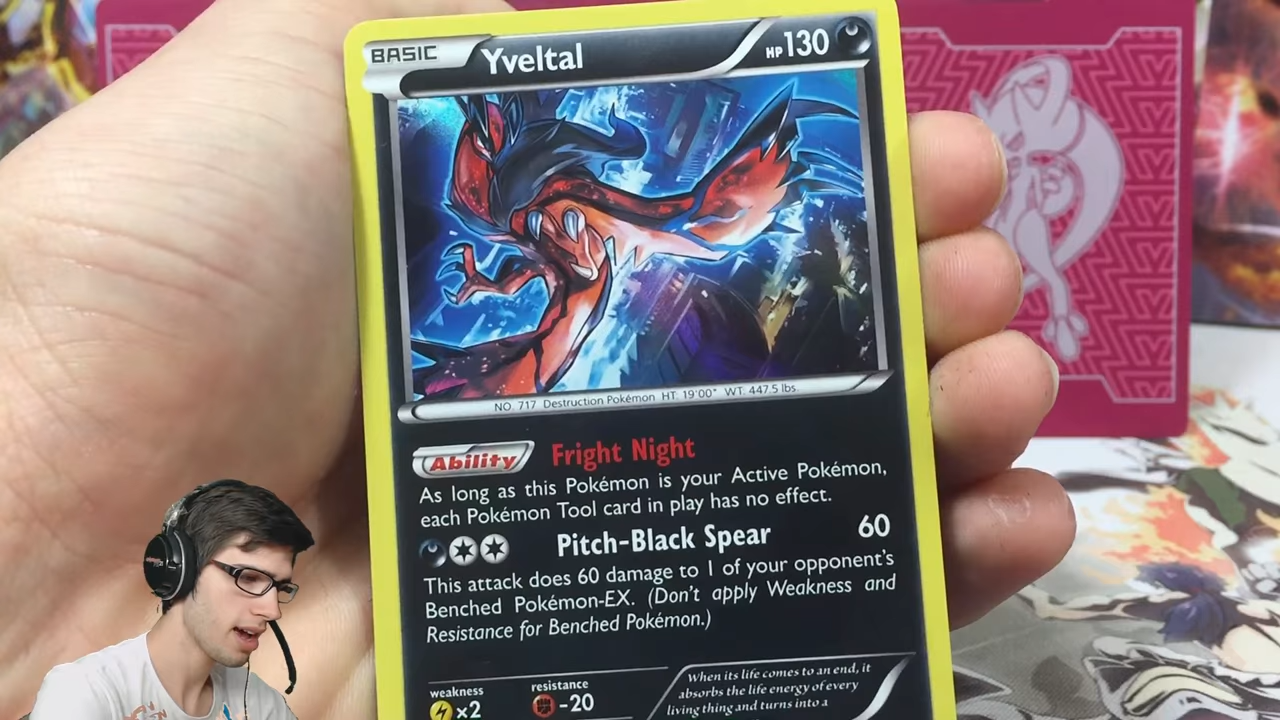 BASIC Yveltal HP130
NO. 717 Destruction Pokémon HT: 19'00" WT: 447.5 lbs.
Ability Fright Night
As long as this Pokémon is your Active Pokémon,
each Pokémon Tool card in play has no effect.
Pitch-Black Spear 60
This attack does 60 damage to 1 of your opponent's
Benched Pokémon-EX. (Don't apply Weakness and
Resistance for Benched Pokémon.)
weakness resistance
×2 -20
When its life comes to an end, it
absorbs the life energy of every
living thing and turns into a